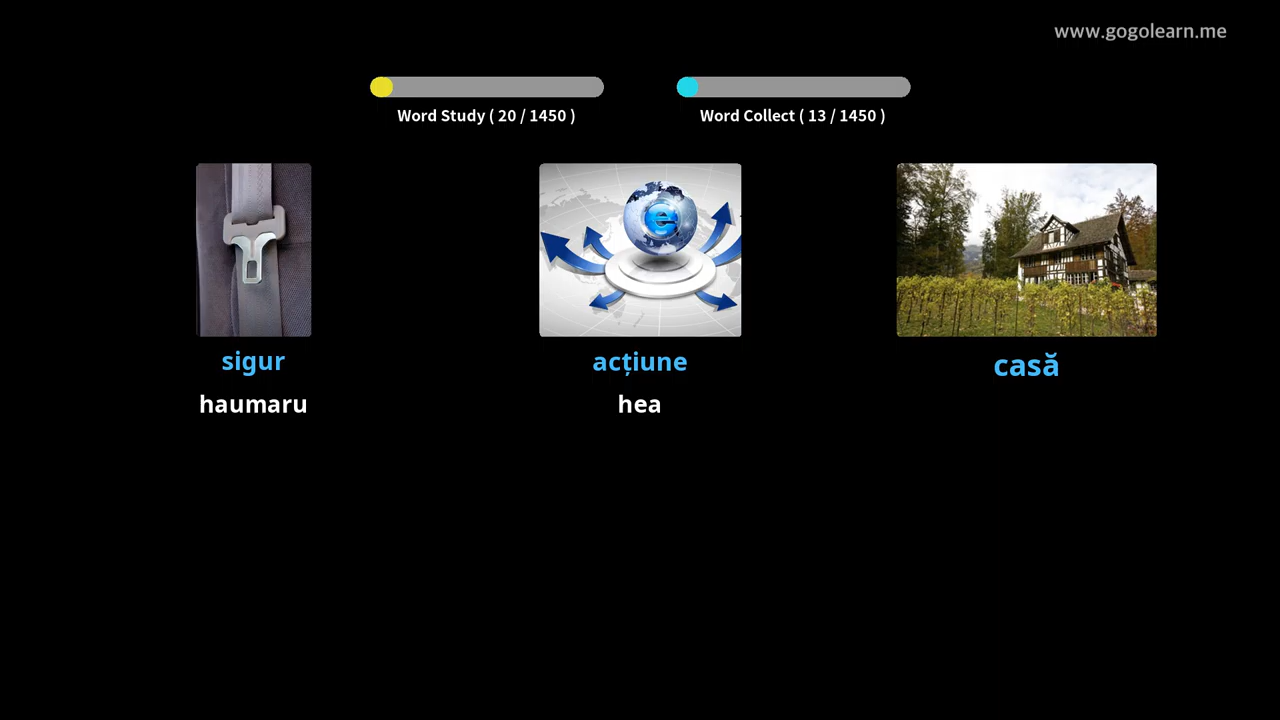 www.gogolearn.me
Word Study ( 20 / 1450 )
Word Collect ( 13 / 1450 )
e
sigur
acțiune
casă
haumaru
hea